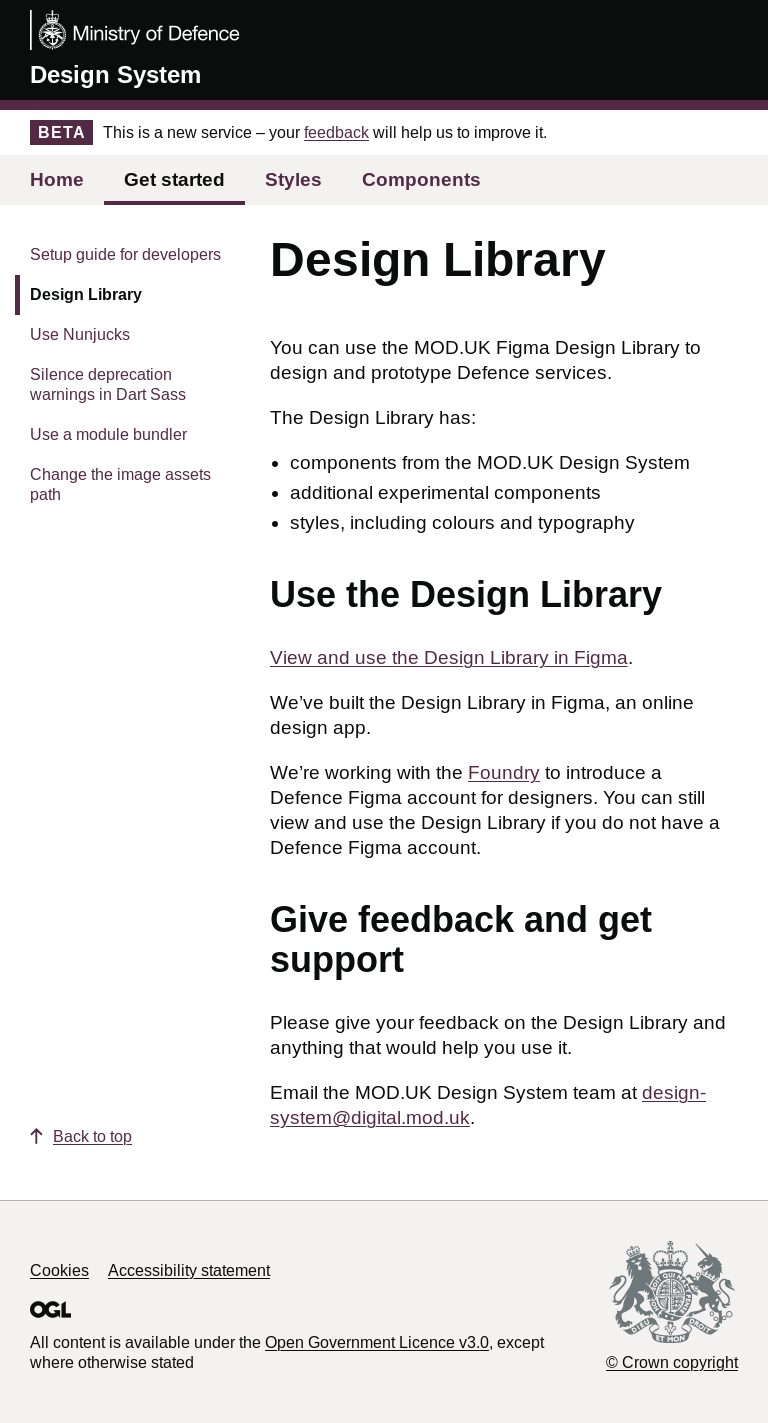 Ministry of Defence
Design System
BETA This is a new service – your feedback will help us to improve it.
Home Get started Styles Components
Setup guide for developers
Design Library
Use Nunjucks
Silence deprecation
warnings in Dart Sass
Use a module bundler
Change the image assets
path
Design Library
You can use the MOD.UK Figma Design Library to
design and prototype Defence services.
The Design Library has:
• components from the MOD.UK Design System
• additional experimental components
• styles, including colours and typography
Use the Design Library
View and use the Design Library in Figma.
We’ve built the Design Library in Figma, an online
design app.
We’re working with the Foundry to introduce a
Defence Figma account for designers. You can still
view and use the Design Library if you do not have a
Defence Figma account.
Give feedback and get
support
Please give your feedback on the Design Library and
anything that would help you use it.
Email the MOD.UK Design System team at design-
system@digital.mod.uk.
Back to top
Cookies Accessibility statement
OGL
All content is available under the Open Government Licence v3.0, except
where otherwise stated
DIEU ET MON DROIT
© Crown copyright